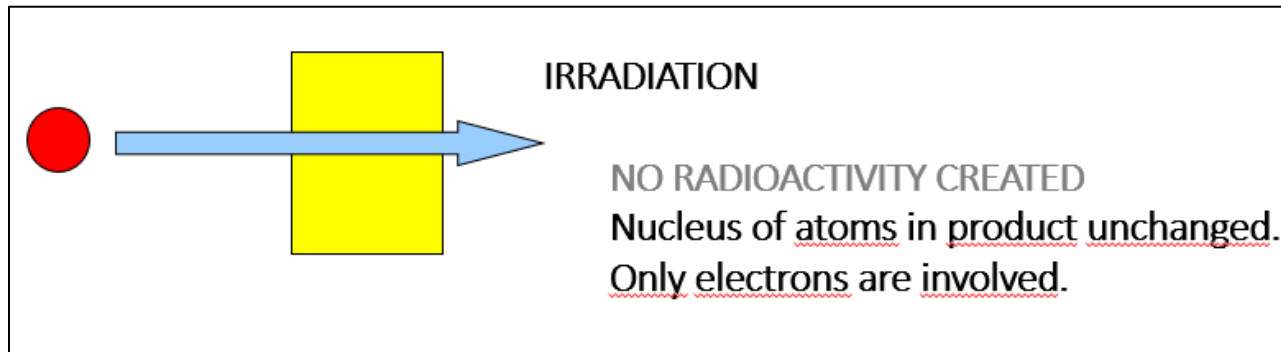 IRRADIATION
NO RADIOACTIVITY CREATED
Nucleus of atoms in product unchanged.
Only electrons are involved.